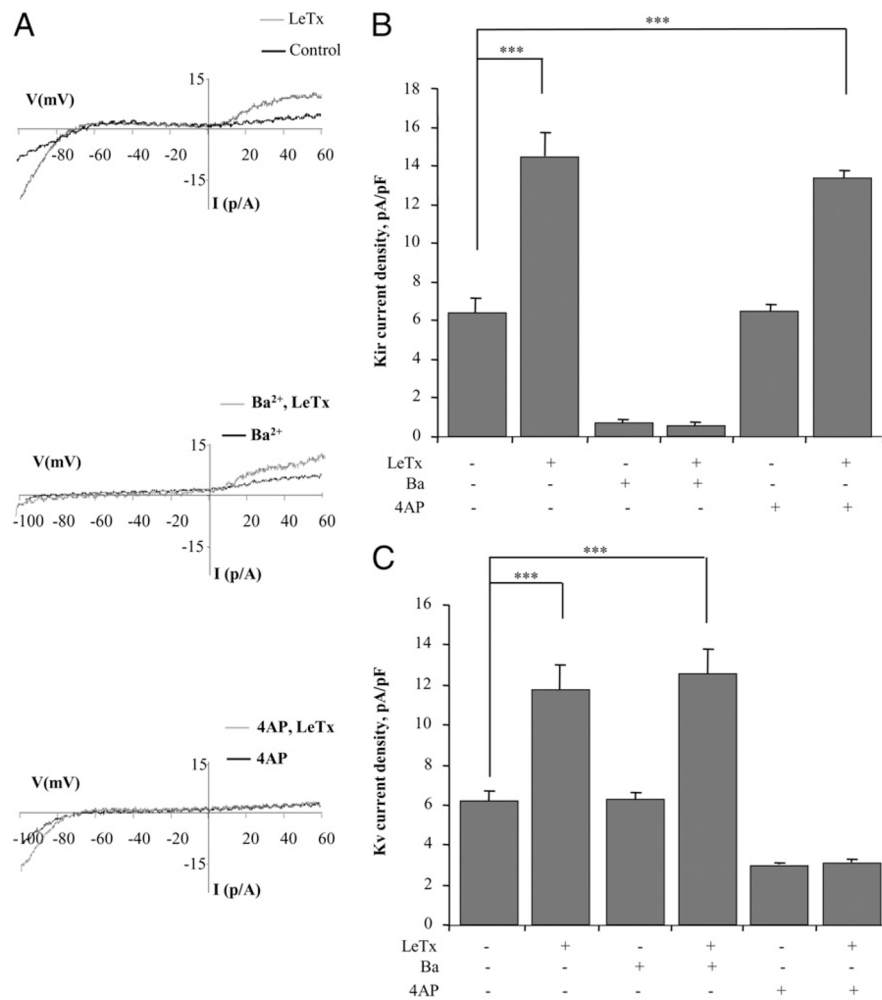 A
LeTx
Control
15
V(mV)
-80 -60 -40 -20 0 20 40 60
-15
I (p/A)
Ba²⁺, LeTx
Ba²⁺
15
V(mV)
-100 -80 -60 -40 -20 0 20 40 60
-15
I (p/A)
4AP, LeTx
4AP
15
V(mV)
-100 -80 -60 -40 -20 0 20 40 60
-15
I (p/A)
B
***
***
Kir current density, pA/pF
18
16
14
12
10
8
6
4
2
0
LeTx - + - + - +
Ba - - + + - -
4AP - - - - + +
C
***
***
Kv current density, pA/pF
16
14
12
10
8
6
4
2
0
LeTx - + - + - +
Ba - - + + - -
4AP - - - - + +